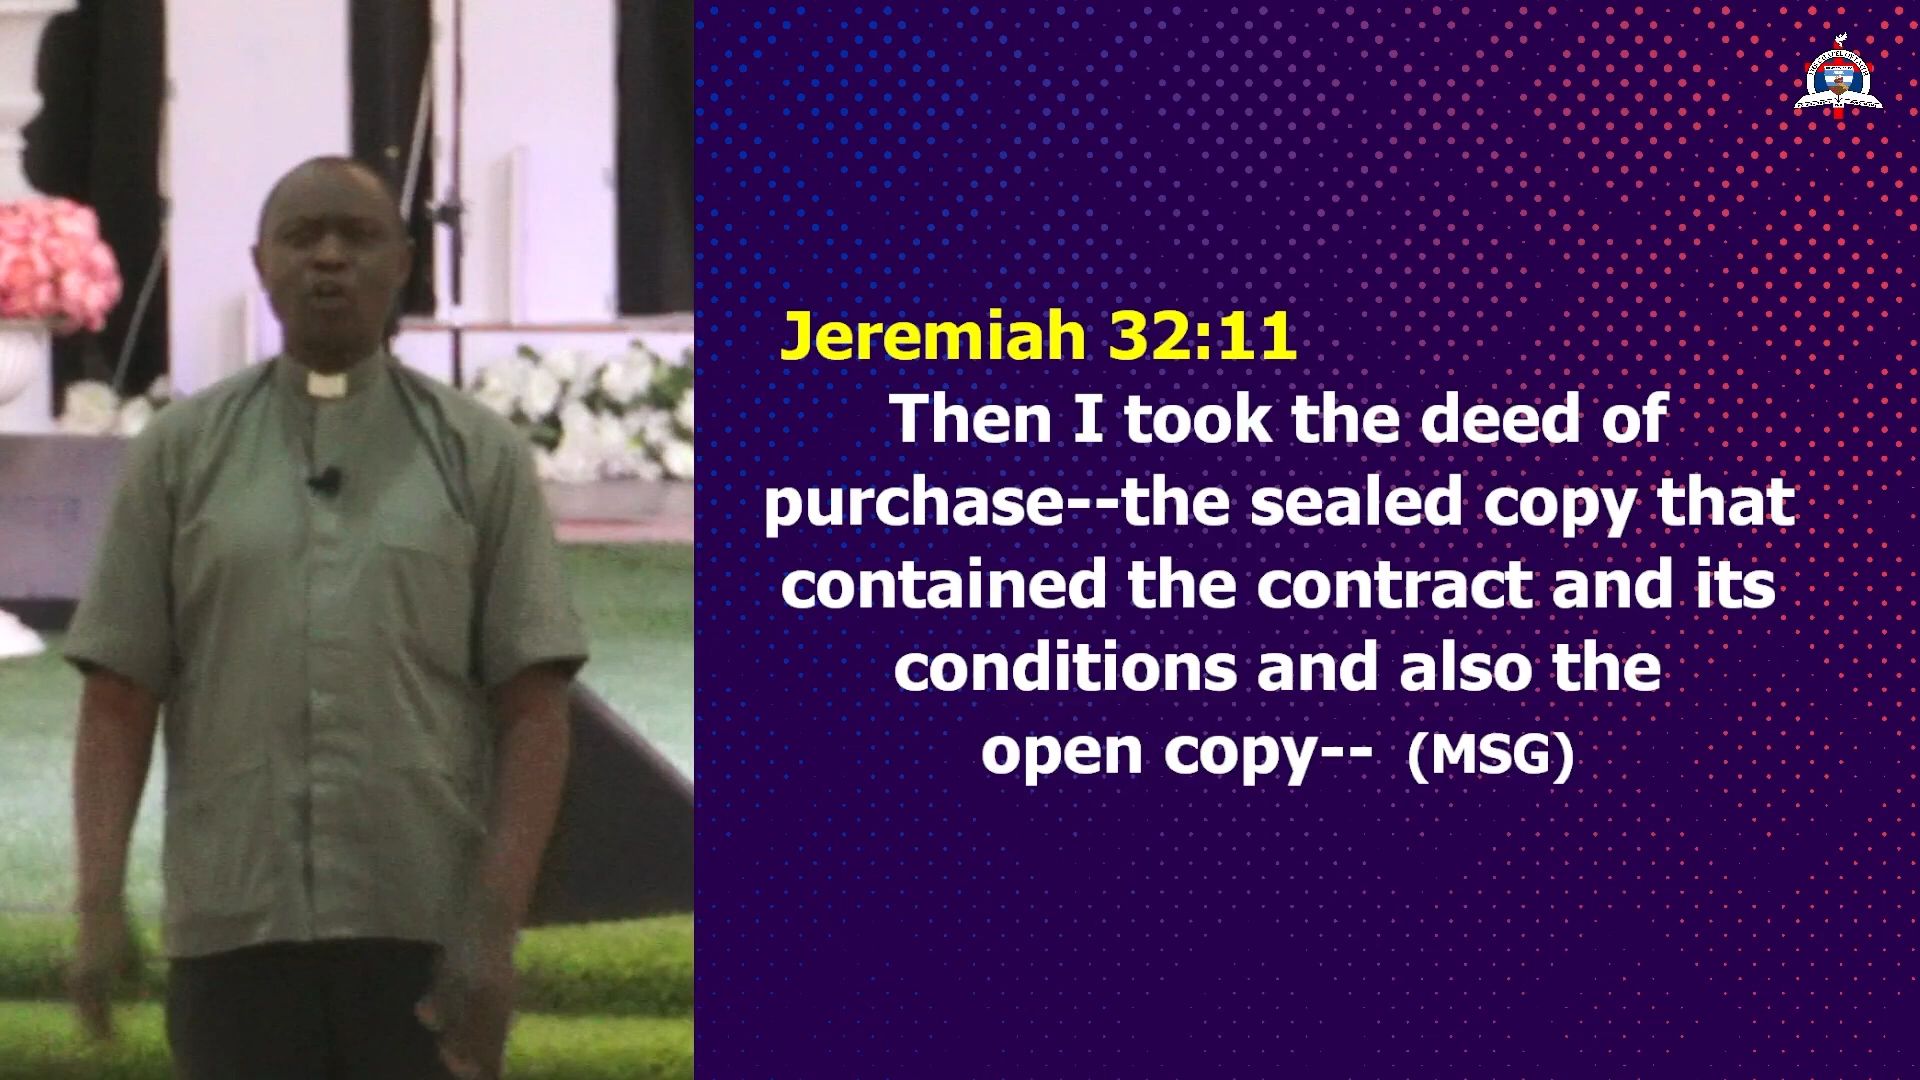 Jeremiah 32:11
Then I took the deed of
purchase--the sealed copy that
contained the contract and its
conditions and also the
open copy-- (MSG)